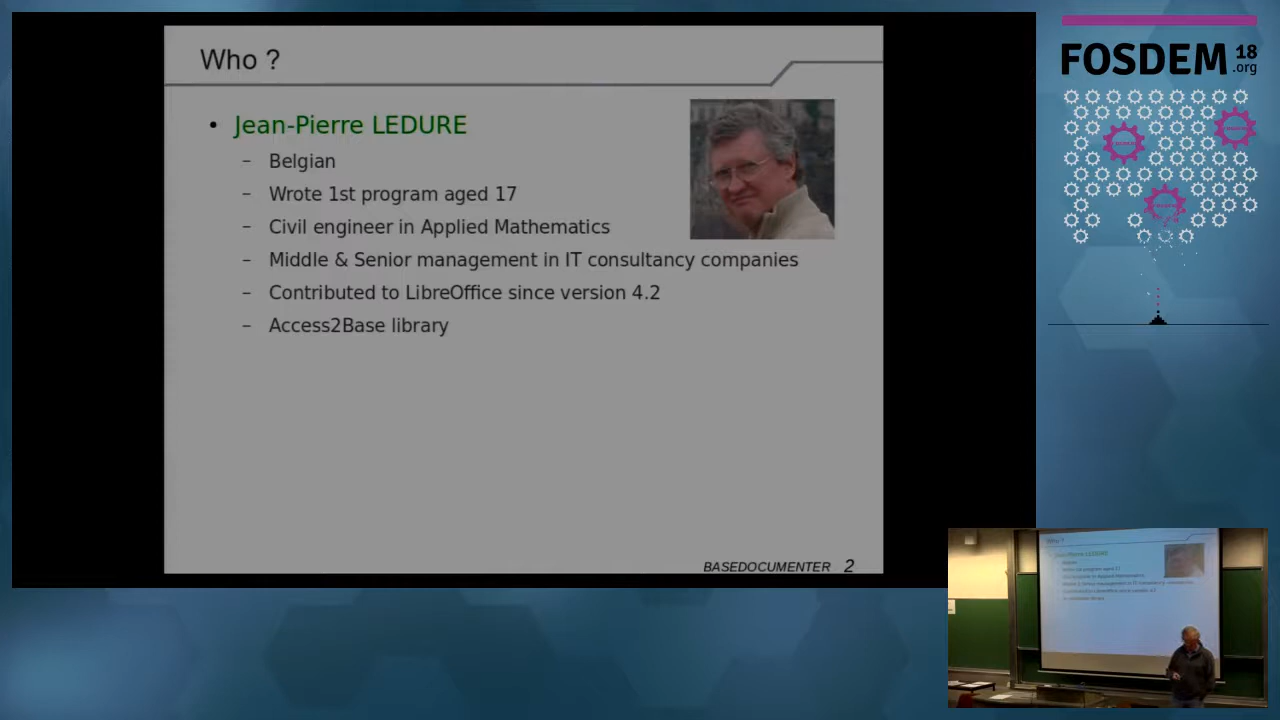 Who ?
• Jean-Pierre LEDURE
– Belgian
– Wrote 1st program aged 17
– Civil engineer in Applied Mathematics
– Middle & Senior management in IT consultancy companies
– Contributed to LibreOffice since version 4.2
– Access2Base library
BASEDOCUMENTER 2
FOSDEM 18
.org